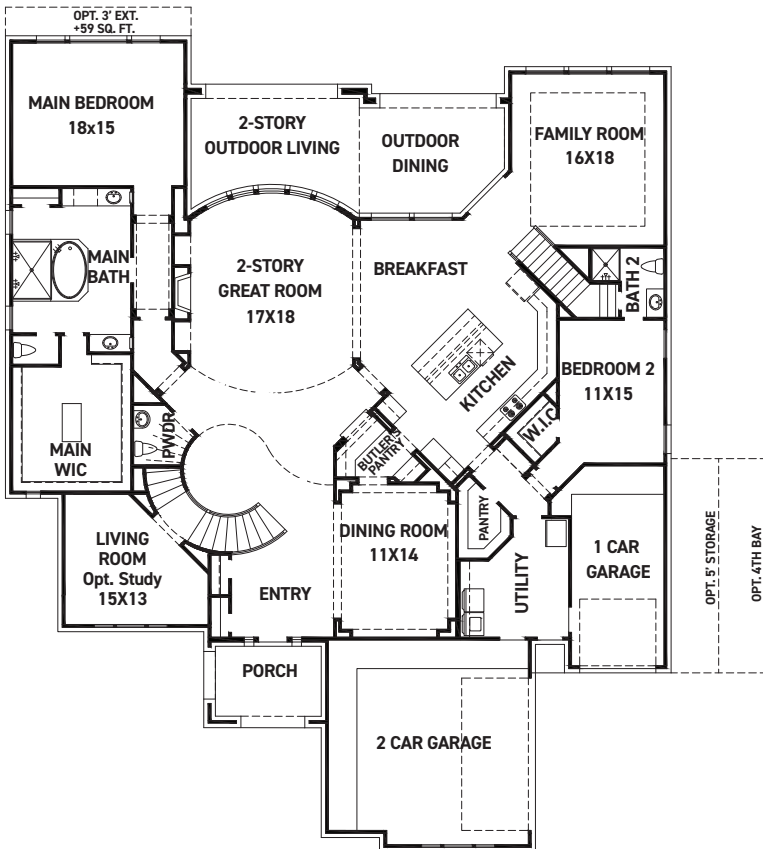 OPT. 3' EXT.
+59 SQ. FT.
MAIN BEDROOM
18x15
2-STORY
OUTDOOR LIVING
OUTDOOR
DINING
FAMILY ROOM
16X18
MAIN
BATH
2-STORY
GREAT ROOM
17X18
BREAKFAST
BATH 2
KITCHEN
BEDROOM 2
11X15
W.I.C
MAIN
WIC
PWDR
BUTLER'S
PANTRY
PANTRY
LIVING
ROOM
Opt. Study
15X13
ENTRY
DINING ROOM
11X14
UTILITY
1 CAR
GARAGE
OPT. 5' STORAGE
OPT. 4TH BAY
PORCH
2 CAR GARAGE